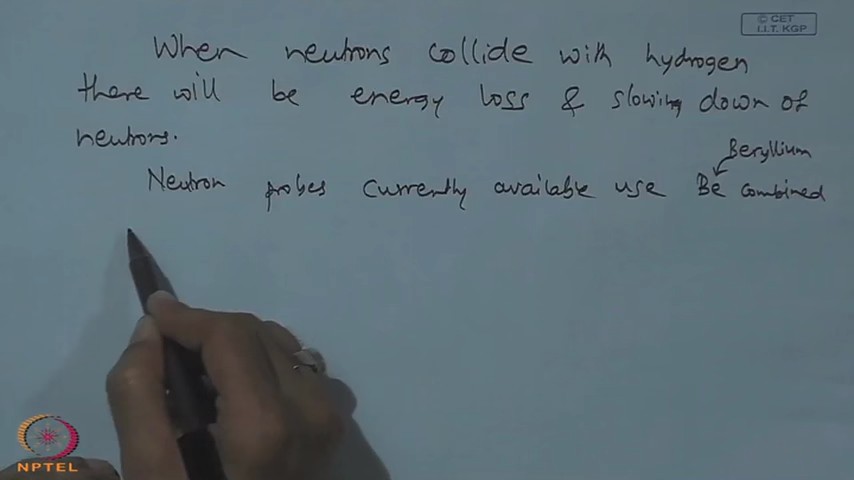 © CET
I.I.T. KGP
When neutrons collide with hydrogen
there will be energy loss & slowing down of
neutrons.
Beryllium
Neutron probes currently available use Be combined
NPTEL